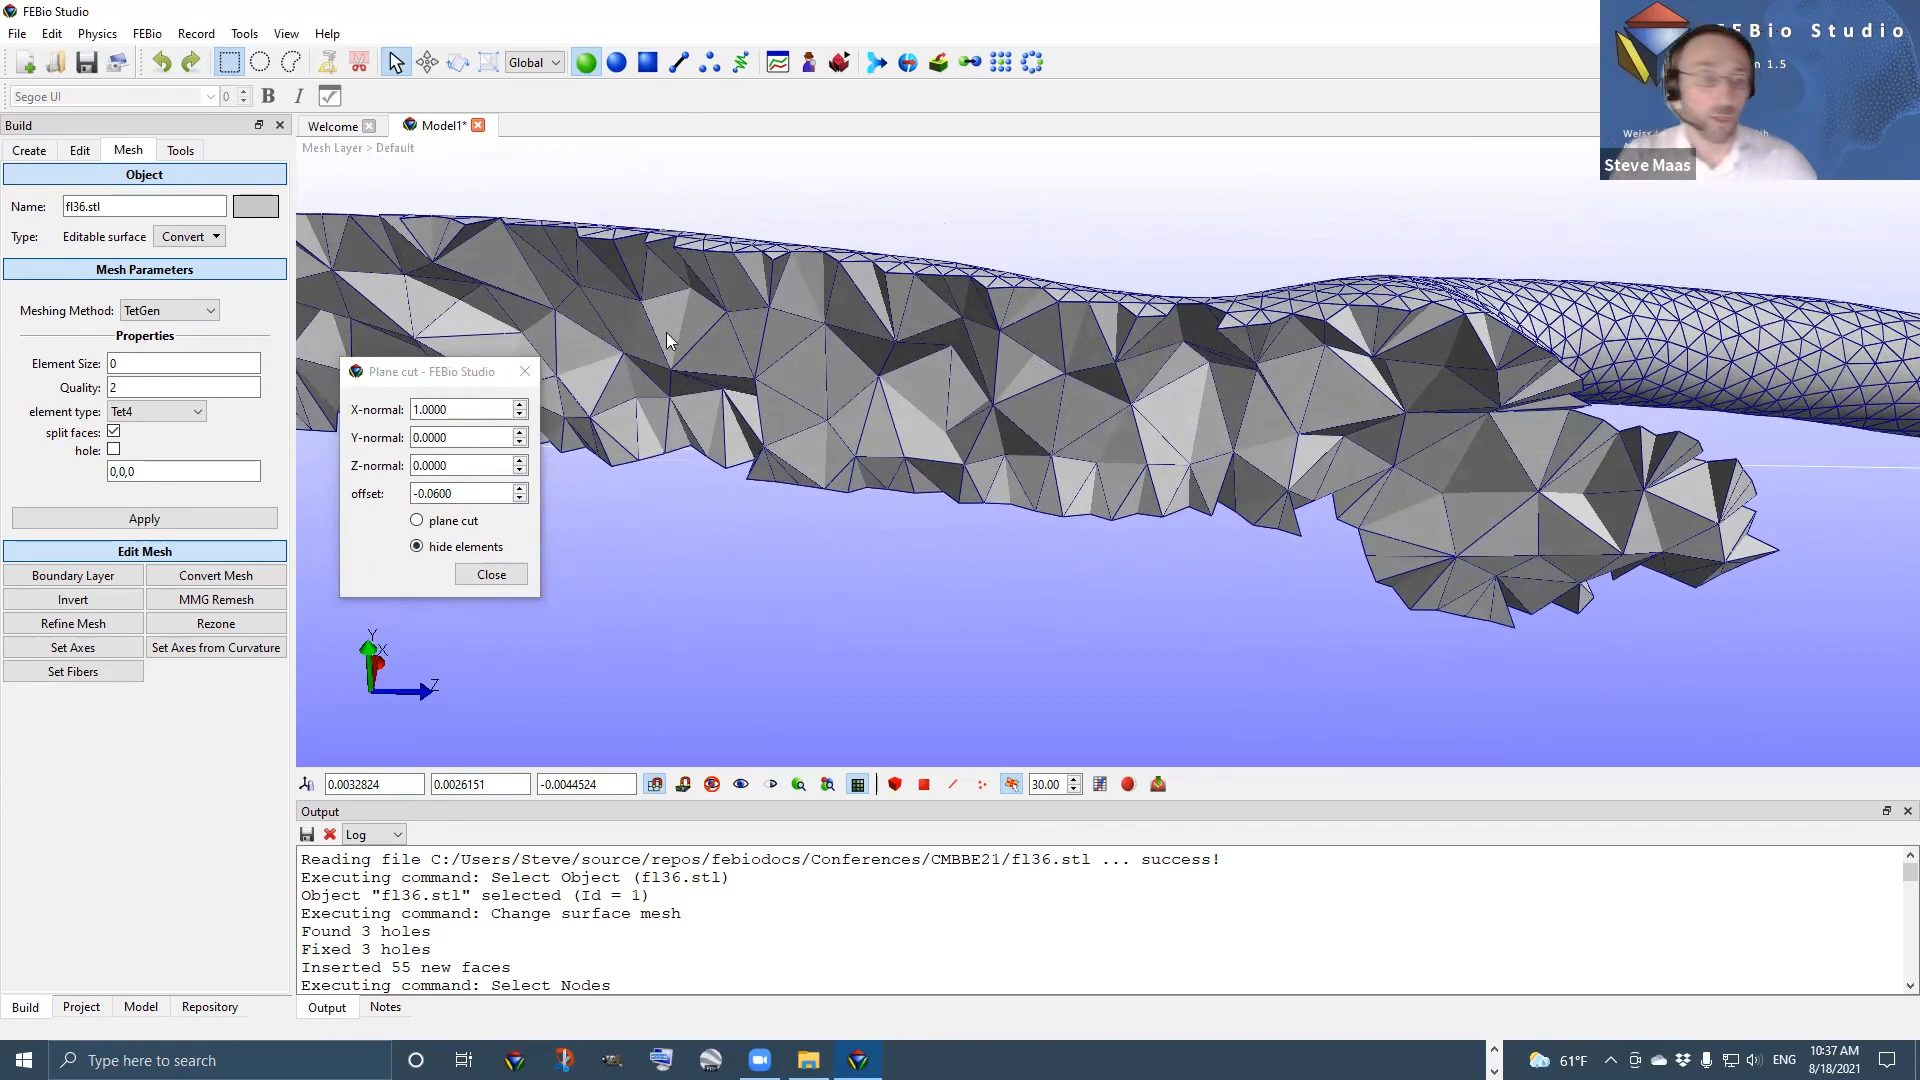 FEBio Studio
File Edit Physics FEBio Record Tools View Help
Global
Segoe UI 0 B I
Build
Welcome Model1*
Create Edit Mesh Tools
Mesh Layer > Default
Object
Name: fl36.stl
Type: Editable surface Convert
Mesh Parameters
Meshing Method: TetGen
Properties
Element Size: 0
Quality: 2
element type: Tet4
split faces:
hole:
0,0,0
Apply
Edit Mesh
Boundary Layer Convert Mesh
Invert MMG Remesh
Refine Mesh Rezone
Set Axes Set Axes from Curvature
Set Fibers
Plane cut - FEBio Studio
X-normal: 1.0000
Y-normal: 0.0000
Z-normal: 0.0000
offset: -0.0600
plane cut
hide elements
Close
Y
X
Z
EBio Studio
n 1.5
Weiss
Steve Maas
0.0032824 0.0026151 -0.0044524 30.00
Output
Log
Reading file C:/Users/Steve/source/repos/febiodocs/Conferences/CMBBE21/fl36.stl ... success!
Executing command: Select Object (fl36.stl)
Object "fl36.stl" selected (Id = 1)
Executing command: Change surface mesh
Found 3 holes
Fixed 3 holes
Inserted 55 new faces
Executing command: Select Nodes
Build Project Model Repository
Output Notes
Type here to search
61°F ENG 10:37 AM
8/18/2021